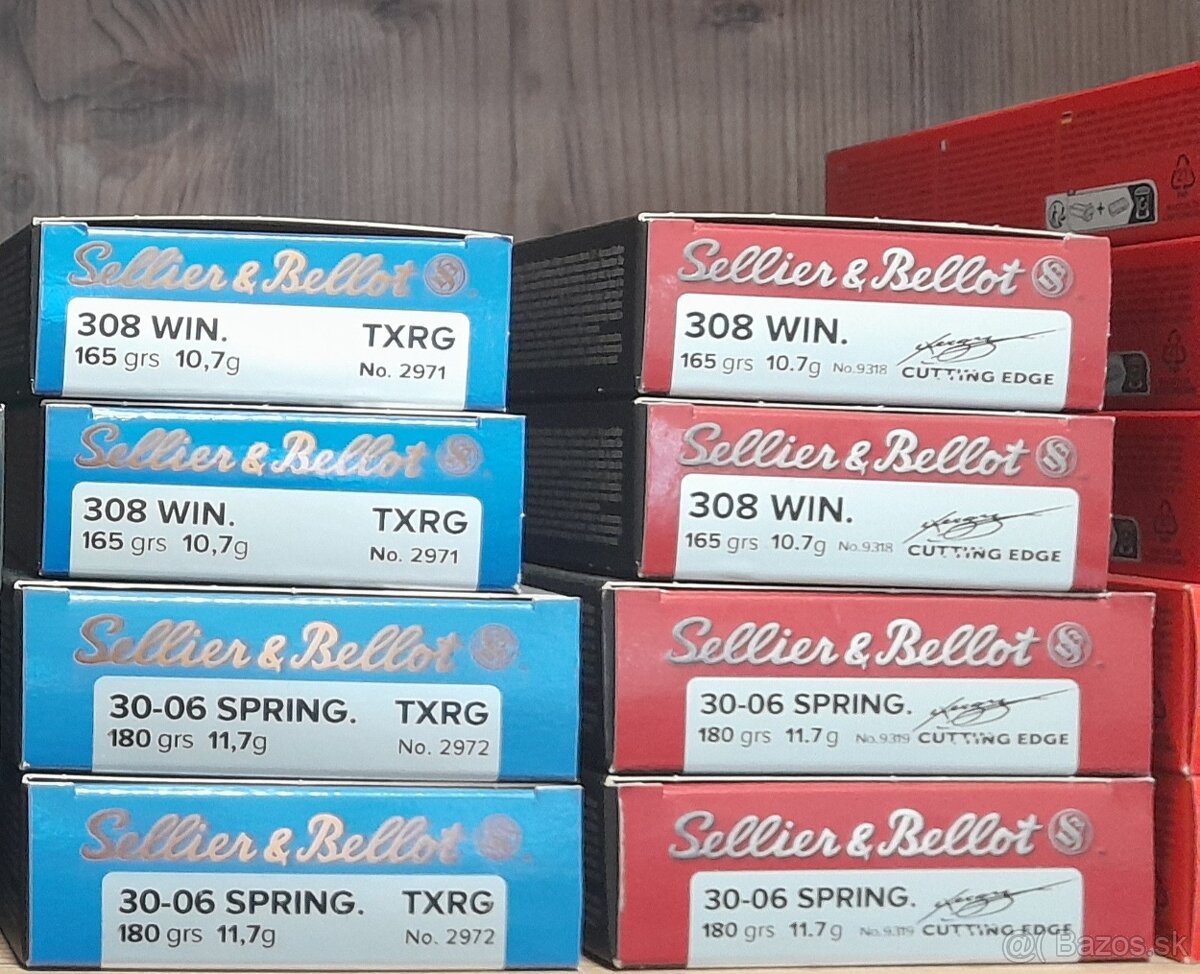 Sellier & Bellot
308 WIN. TXRG
165 grs 10,7g No. 2971
Sellier & Bellot
308 WIN. TXRG
165 grs 10,7g No. 2971
Sellier & Bellot
30-06 SPRING. TXRG
180 grs 11,7g No. 2972
Sellier & Bellot
30-06 SPRING. TXRG
180 grs 11,7g No. 2972
Sellier & Bellot
308 WIN.
165 grs 10.7g No.9318 CUTTING EDGE
Sellier & Bellot
308 WIN.
165 grs 10.7g No.9318 CUTTING EDGE
Sellier & Bellot
30-06 SPRING.
180 grs 11.7g No.9319 CUTTING EDGE
Sellier & Bellot
30-06 SPRING.
180 grs 11.7g No.9319 CUTTING EDGE
Bazos.sk